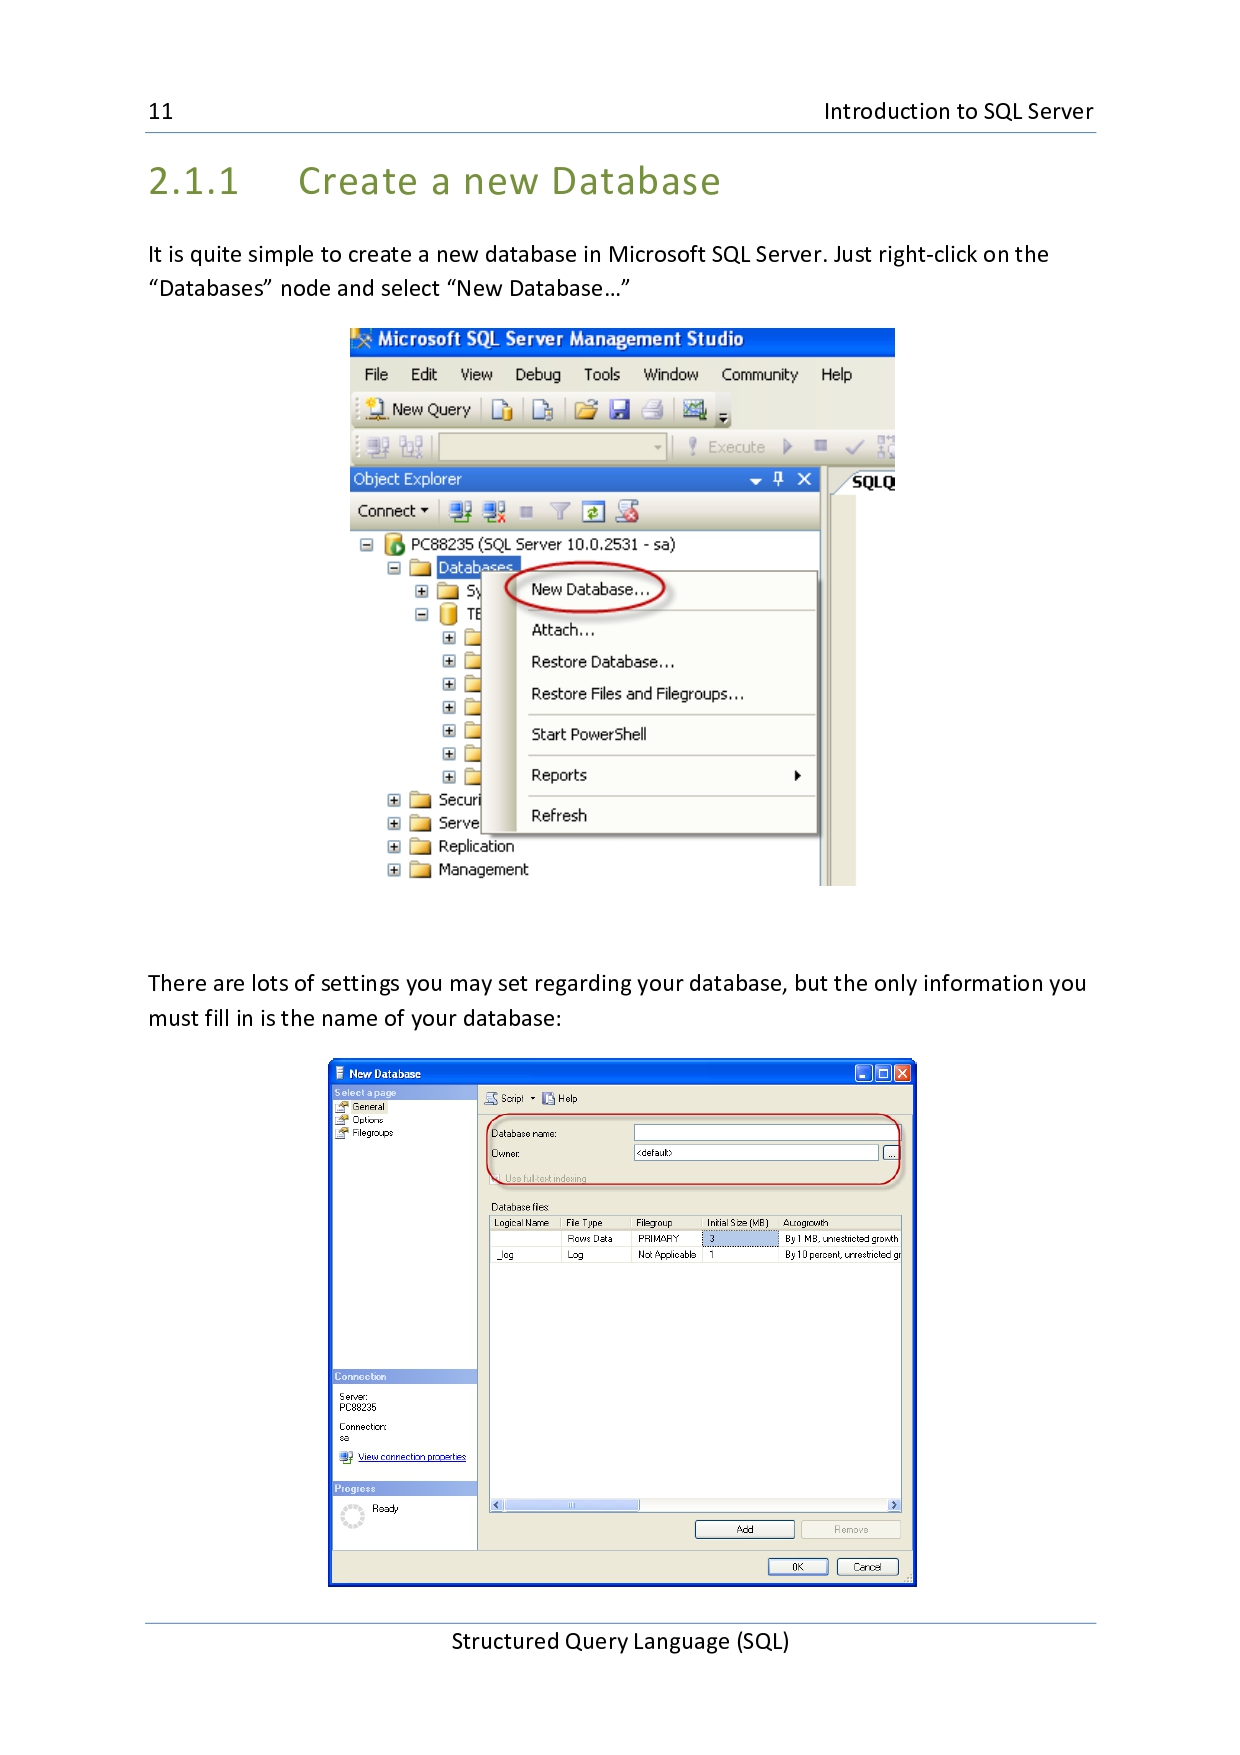 11 Introduction to SQL Server
2.1.1 Create a new Database
It is quite simple to create a new database in Microsoft SQL Server. Just right-click on the
“Databases” node and select “New Database…”
Microsoft SQL Server Management Studio
File Edit View Debug Tools Window Community Help
New Query
Execute
Object Explorer SQLQ
Connect
PC88235 (SQL Server 10.0.2531 - sa)
Databases
New Database...
Sy
TE
Attach...
Restore Database...
Restore Files and Filegroups...
Start PowerShell
Reports
Securi
Refresh
Serve
Replication
Management
There are lots of settings you may set regarding your database, but the only information you
must fill in is the name of your database:
New Database
Select a page
General
Options
Filegroups
Script Help
Database name:
Owner: <default> ...
Use full-text indexing
Database files:
Logical Name File Type Filegroup Initial Size (MB) Autogrowth
Rows Data PRIMARY 3 By 1 MB, unrestricted growth
_log Log Not Applicable 1 By 10 percent, unrestricted gr
Connection
Server:
PC88235
Connection:
sa
View connection properties
Progress
Ready
Add Remove
OK Cancel
Structured Query Language (SQL)